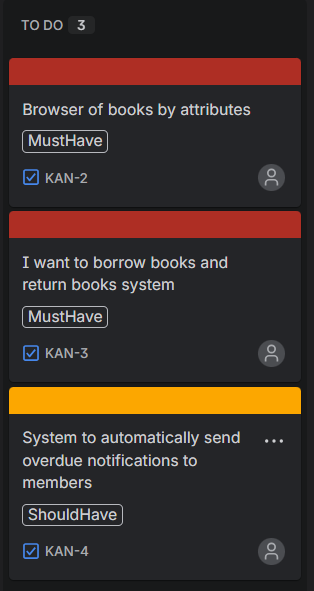 TO DO 3
Browser of books by attributes
MustHave
KAN-2
I want to borrow books and
return books system
MustHave
KAN-3
System to automatically send
overdue notifications to
members
ShouldHave
KAN-4